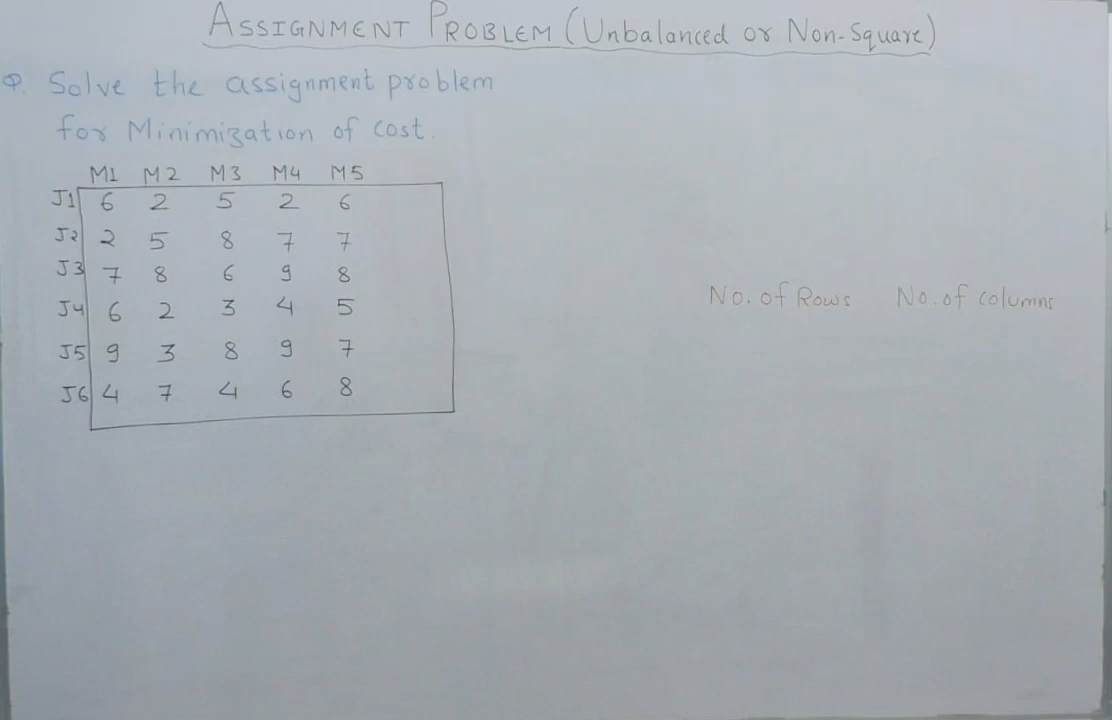 ASSIGNMENT PROBLEM (Unbalanced or Non-Square)
Q. Solve the assignment problem
for Minimization of cost.
M1 M2 M3 M4 M5
J1 6 2 5 2 6
J2 2 5 8 7 7
J3 7 8 6 9 8
No. of Rows No. of columns
J4 6 2 3 4 5
J5 9 3 8 9 7
J6 4 7 4 6 8